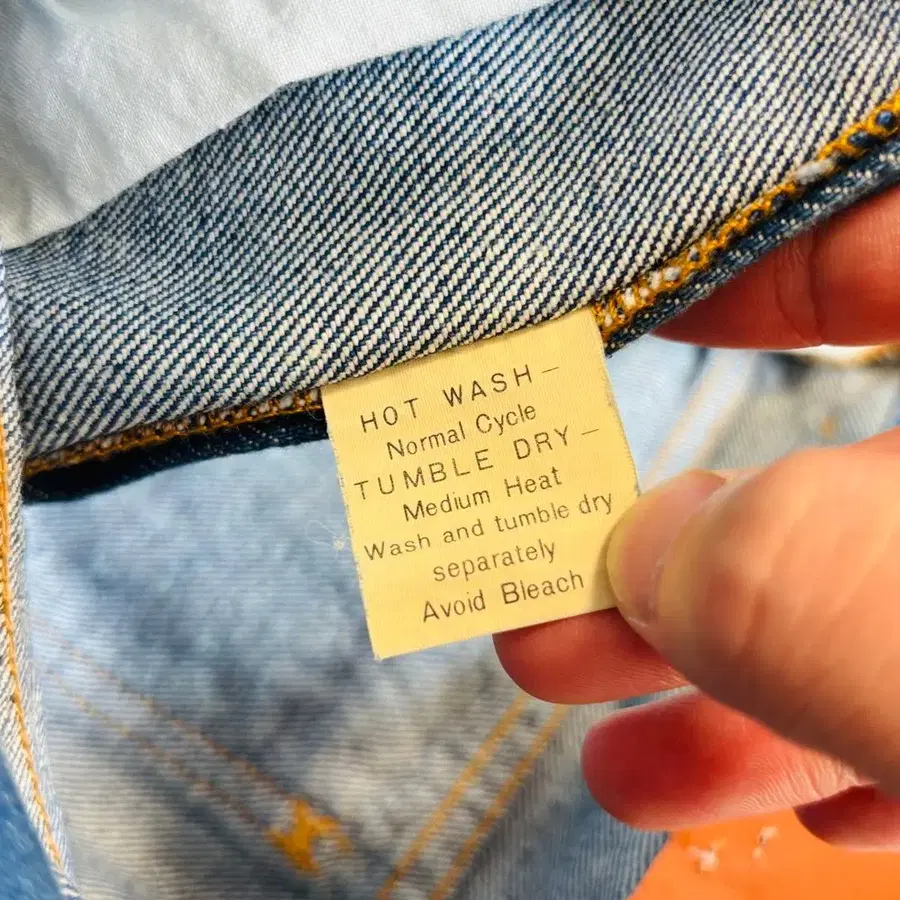 HOT WASH–
Normal Cycle
TUMBLE DRY–
Medium Heat
Wash and tumble dry
separately
Avoid Bleach